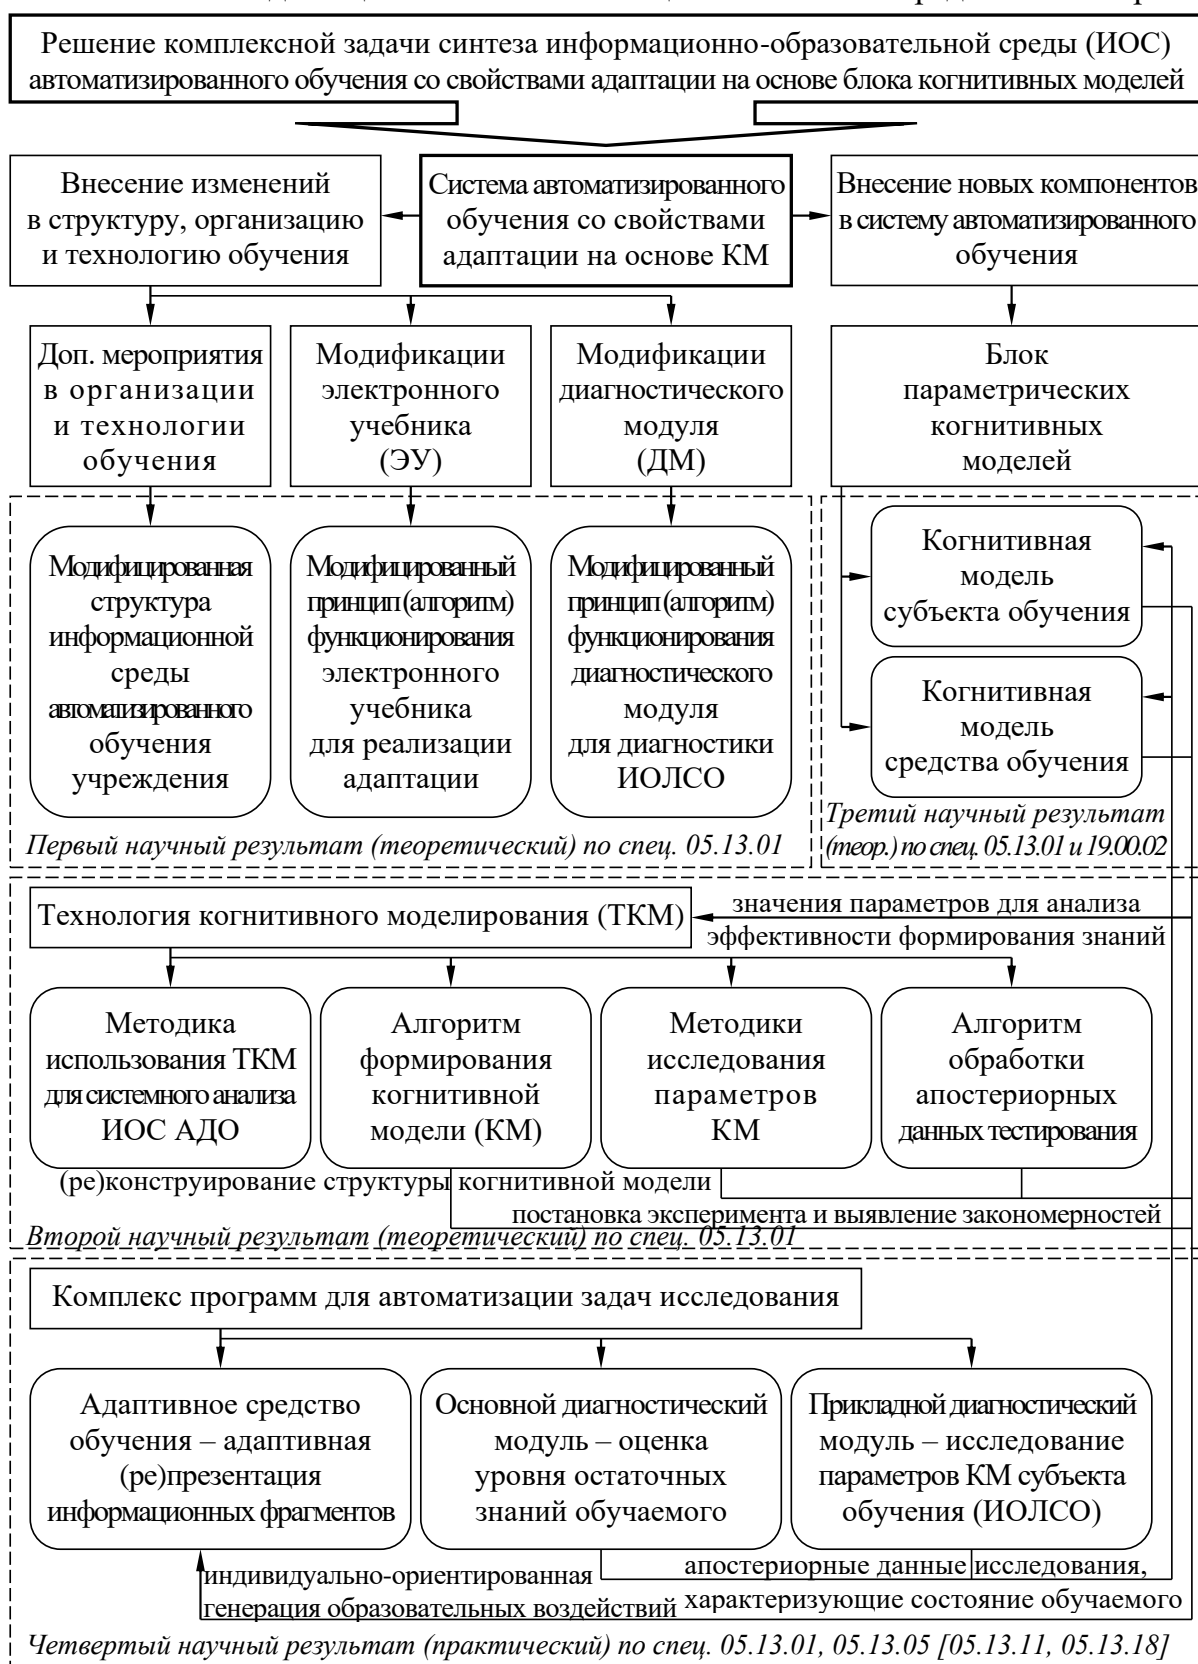 Решение комплексной задачи синтеза информационно-образовательной среды (ИОС)
автоматизированного обучения со свойствами адаптации на основе блока когнитивных моделей
Внесение изменений
в структуру, организацию
и технологию обучения
Система автоматизированного
обучения со свойствами
адаптации на основе КМ
Внесение новых компонентов
в систему автоматизированного
обучения
Доп. мероприятия
в организации
и технологии
обучения
Модификации
электронного
учебника
(ЭУ)
Модификации
диагностического
модуля
(ДМ)
Блок
параметрических
когнитивных
моделей
Модифицированная
структура
информационной
среды
автоматизированного
обучения
учреждения
Модифицированный
принцип (алгоритм)
функционирования
электронного
учебника
для реализации
адаптации
Модифицированный
принцип (алгоритм)
функционирования
диагностического
модуля
для диагностики
ИОЛСО
Когнитивная
модель
субъекта обучения
Когнитивная
модель
средства обучения
Первый научный результат (теоретический) по спец. 05.13.01
Третий научный результат
(теор.) по спец. 05.13.01 и 19.00.02
Технология когнитивного моделирования (ТКМ)
значения параметров для анализа
эффективности формирования знаний
Методика
использования ТКМ
для системного анализа
ИОС АДО
Алгоритм
формирования
когнитивной
модели (КМ)
Методики
исследования
параметров
КМ
Алгоритм
обработки
апостериорных
данных тестирования
(ре)конструирование структуры когнитивной модели
постановка эксперимента и выявление закономерностей
Второй научный результат (теоретический) по спец. 05.13.01
Комплекс программ для автоматизации задач исследования
Адаптивное средство
обучения – адаптивная
(ре)презентация
информационных фрагментов
Основной диагностический
модуль – оценка
уровня остаточных
знаний обучаемого
Прикладной диагностический
модуль – исследование
параметров КМ субъекта
обучения (ИОЛСО)
индивидуально-ориентированная
генерация образовательных воздействий
апостериорные данные исследования,
характеризующие состояние обучаемого
Четвертый научный результат (практический) по спец. 05.13.01, 05.13.05 [05.13.11, 05.13.18]